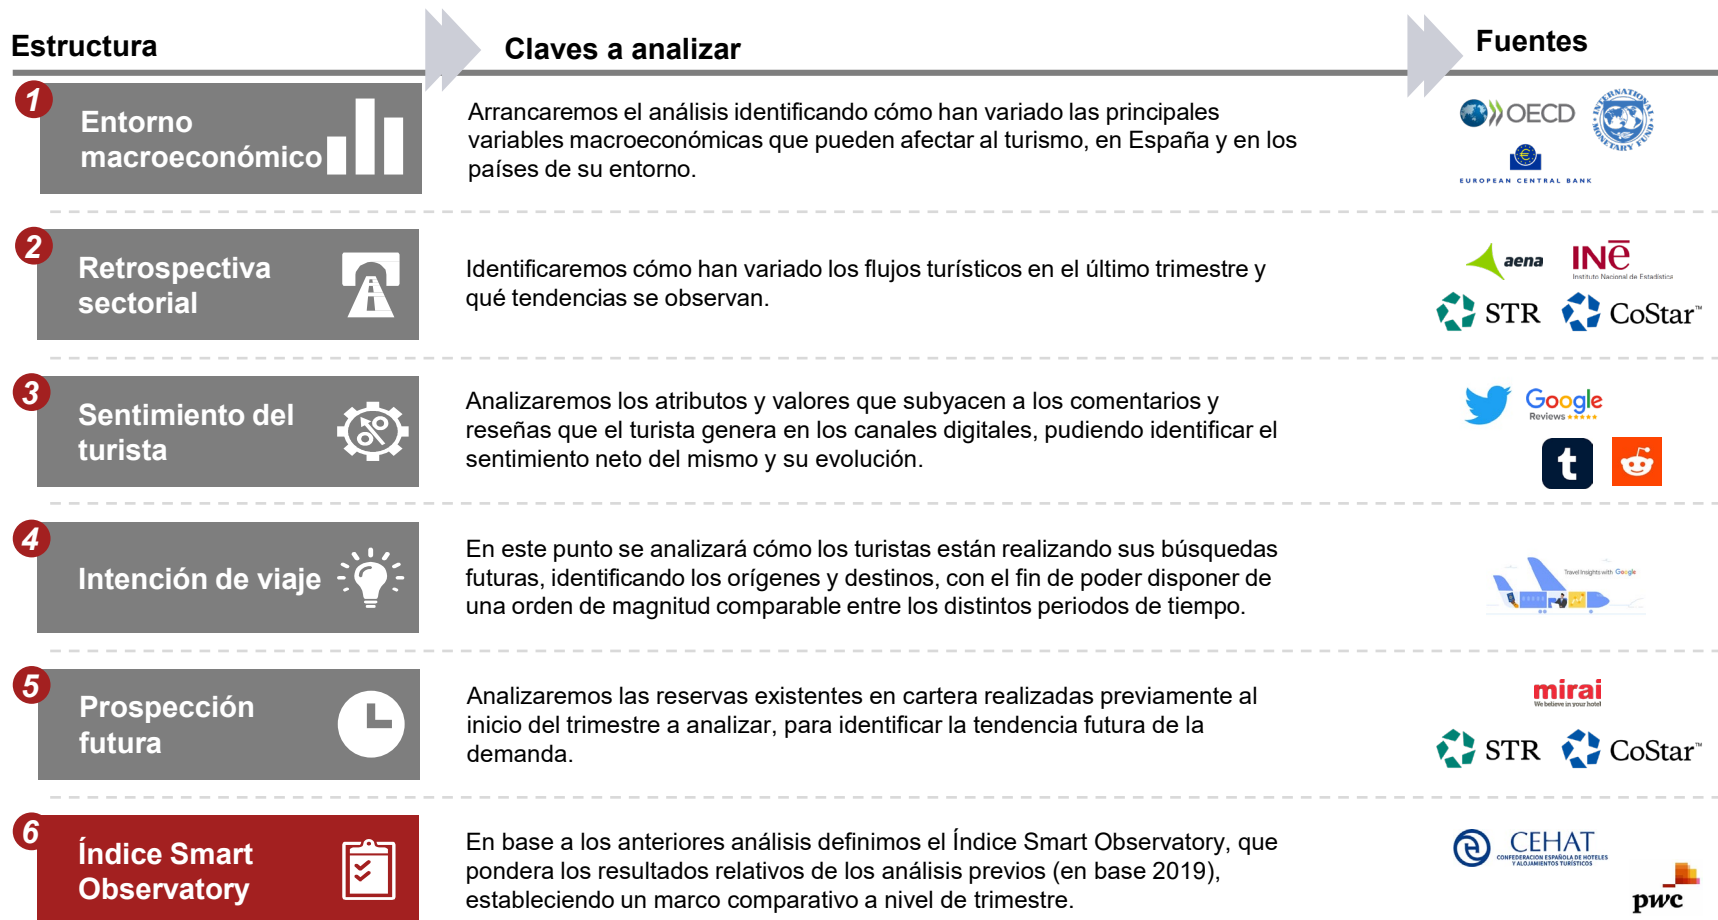 Estructura
Claves a analizar
Fuentes
1
Entorno
macroeconómico
Arrancaremos el análisis identificando cómo han variado las principales
variables macroeconómicas que pueden afectar al turismo, en España y en los
países de su entorno.
OECD
INTERNATIONAL MONETARY FUND
EUROPEAN CENTRAL BANK
2
Retrospectiva
sectorial
Identificaremos cómo han variado los flujos turísticos en el último trimestre y
qué tendencias se observan.
aena
INe
Instituto Nacional de Estadística
STR
CoStar™
3
Sentimiento del
turista
Analizaremos los atributos y valores que subyacen a los comentarios y
reseñas que el turista genera en los canales digitales, pudiendo identificar el
sentimiento neto del mismo y su evolución.
Google
Reviews
t
4
Intención de viaje
En este punto se analizará cómo los turistas están realizando sus búsquedas
futuras, identificando los orígenes y destinos, con el fin de poder disponer de
una orden de magnitud comparable entre los distintos periodos de tiempo.
Travel Insights with Google
5
Prospección
futura
Analizaremos las reservas existentes en cartera realizadas previamente al
inicio del trimestre a analizar, para identificar la tendencia futura de la
demanda.
mirai
We believe in your hotel
STR
CoStar™
6
Índice Smart
Observatory
En base a los anteriores análisis definimos el Índice Smart Observatory, que
pondera los resultados relativos de los análisis previos (en base 2019),
estableciendo un marco comparativo a nivel de trimestre.
CEHAT
CONFEDERACION ESPAÑOLA DE HOTELES
Y ALOJAMIENTOS TURÍSTICOS
pwc